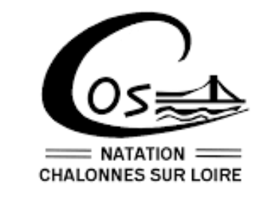 COS
NATATION
CHALONNES SUR LOIRE